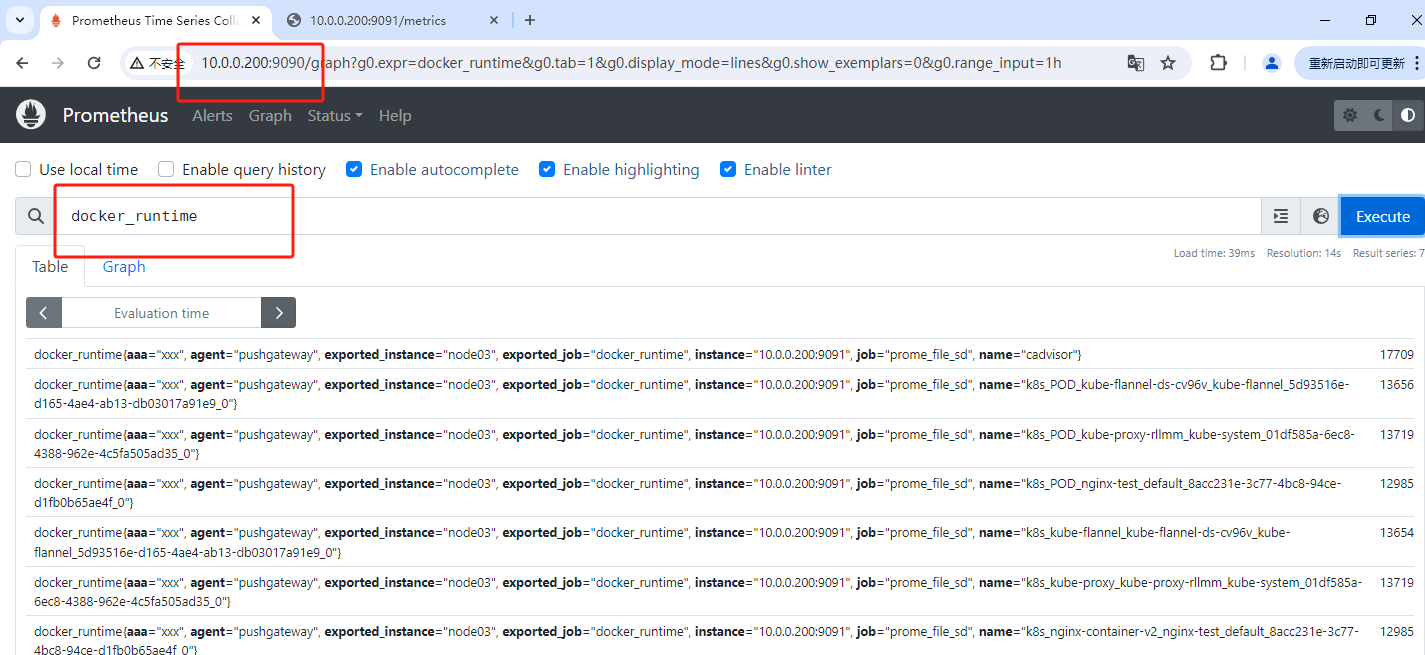 Prometheus Time Series Colle
10.0.0.200:9091/metrics
不安全
10.0.0.200:9090/graph?g0.expr=docker_runtime&g0.tab=1&g0.display_mode=lines&g0.show_exemplars=0&g0.range_input=1h
重新启动即可更新
Prometheus Alerts Graph Status Help
Use local time Enable query history Enable autocomplete Enable highlighting Enable linter
docker_runtime
Execute
Load time: 39ms Resolution: 14s Result series: 7
Table Graph
Evaluation time
docker_runtime{aaa="xxx", agent="pushgateway", exported_instance="node03", exported_job="docker_runtime", instance="10.0.0.200:9091", job="prome_file_sd", name="cadvisor"} 17709
docker_runtime{aaa="xxx", agent="pushgateway", exported_instance="node03", exported_job="docker_runtime", instance="10.0.0.200:9091", job="prome_file_sd", name="k8s_POD_kube-flannel-ds-cv96v_kube-flannel_5d93516e- 13656
d165-4ae4-ab13-db03017a91e9_0"}
docker_runtime{aaa="xxx", agent="pushgateway", exported_instance="node03", exported_job="docker_runtime", instance="10.0.0.200:9091", job="prome_file_sd", name="k8s_POD_kube-proxy-rllmm_kube-system_01df585a-6ec8- 13719
4388-962e-4c5fa505ad35_0"}
docker_runtime{aaa="xxx", agent="pushgateway", exported_instance="node03", exported_job="docker_runtime", instance="10.0.0.200:9091", job="prome_file_sd", name="k8s_POD_nginx-test_default_8acc231e-3c77-4bc8-94ce- 12985
d1fb0b65ae4f_0"}
docker_runtime{aaa="xxx", agent="pushgateway", exported_instance="node03", exported_job="docker_runtime", instance="10.0.0.200:9091", job="prome_file_sd", name="k8s_kube-flannel_kube-flannel-ds-cv96v_kube- 13654
flannel_5d93516e-d165-4ae4-ab13-db03017a91e9_0"}
docker_runtime{aaa="xxx", agent="pushgateway", exported_instance="node03", exported_job="docker_runtime", instance="10.0.0.200:9091", job="prome_file_sd", name="k8s_kube-proxy_kube-proxy-rllmm_kube-system_01df585a- 13719
6ec8-4388-962e-4c5fa505ad35_0"}
docker_runtime{aaa="xxx", agent="pushgateway", exported_instance="node03", exported_job="docker_runtime", instance="10.0.0.200:9091", job="prome_file_sd", name="k8s_nginx-container-v2_nginx-test_default_8acc231e-3c77- 12985
4bc8-94ce-d1fb0b65ae4f_0"}